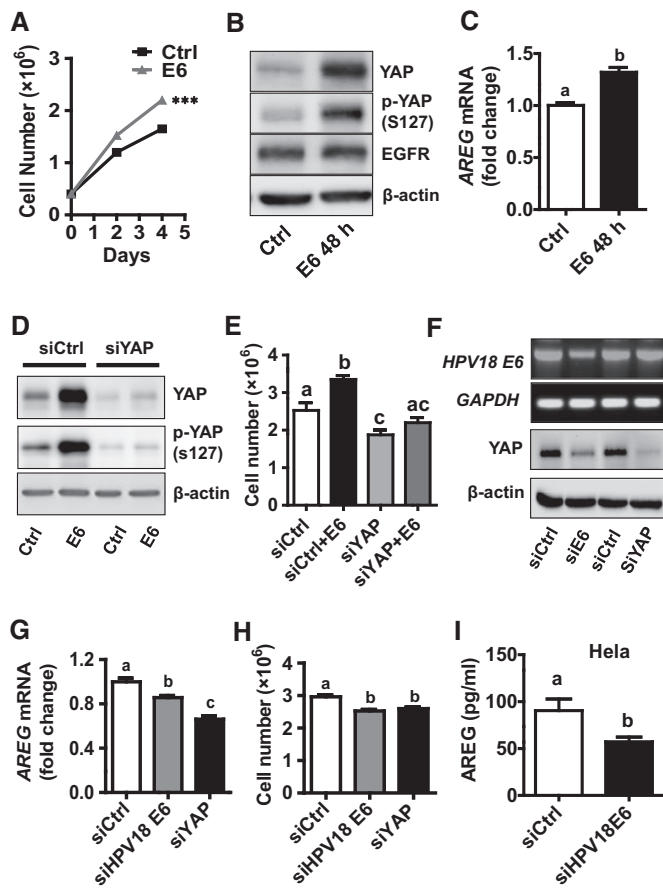 A
Cell Number (×10⁶)
3
2
1
0
0 1 2 3 4 5
Days
Ctrl
E6
***
B
YAP
p-YAP
(S127)
EGFR
β-actin
Ctrl
E6 48 h
C
AREG mRNA
(fold change)
1.5
1.0
0.5
0.0
a
b
Ctrl
E6 48 h
D
siCtrl siYAP
YAP
p-YAP
(s127)
β-actin
Ctrl E6 Ctrl E6
E
Cell number (×10⁶)
4
3
2
1
0
a
b
c
ac
siCtrl
siCtrl+E6
siYAP
siYAP+E6
F
HPV18 E6
GAPDH
YAP
β-actin
siCtrl
siE6
siCtrl
SiYAP
G
AREG mRNA
(fold change)
1.2
0.8
0.4
0.0
a
b
c
siCtrl
siHPV18 E6
siYAP
H
Cell number (×10⁶)
4
3
2
1
0
a
b
b
siCtrl
siHPV18 E6
siYAP
I
Hela
AREG (pg/ml)
150
100
50
0
a
b
siCtrl
siHPV18E6